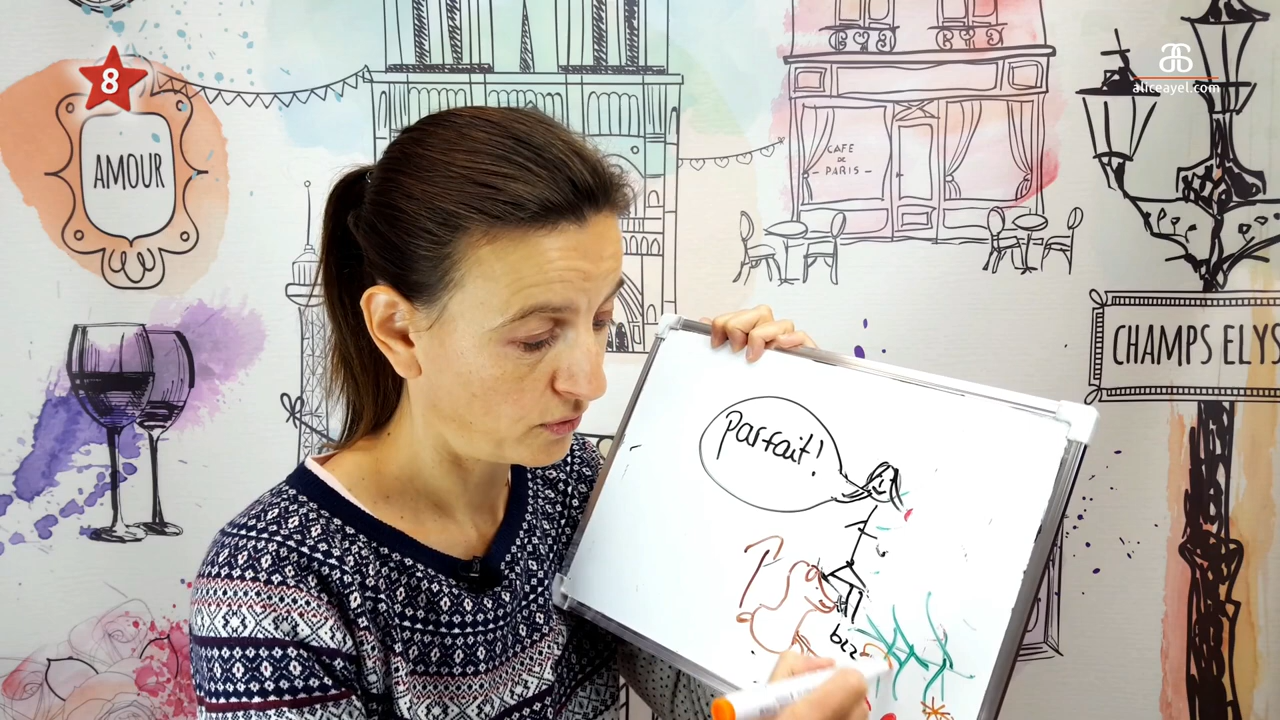 8
aliceayel.com
AMOUR
CAFE
DE
- PARIS -
CHAMPS ELYS
Parfait!
bzz